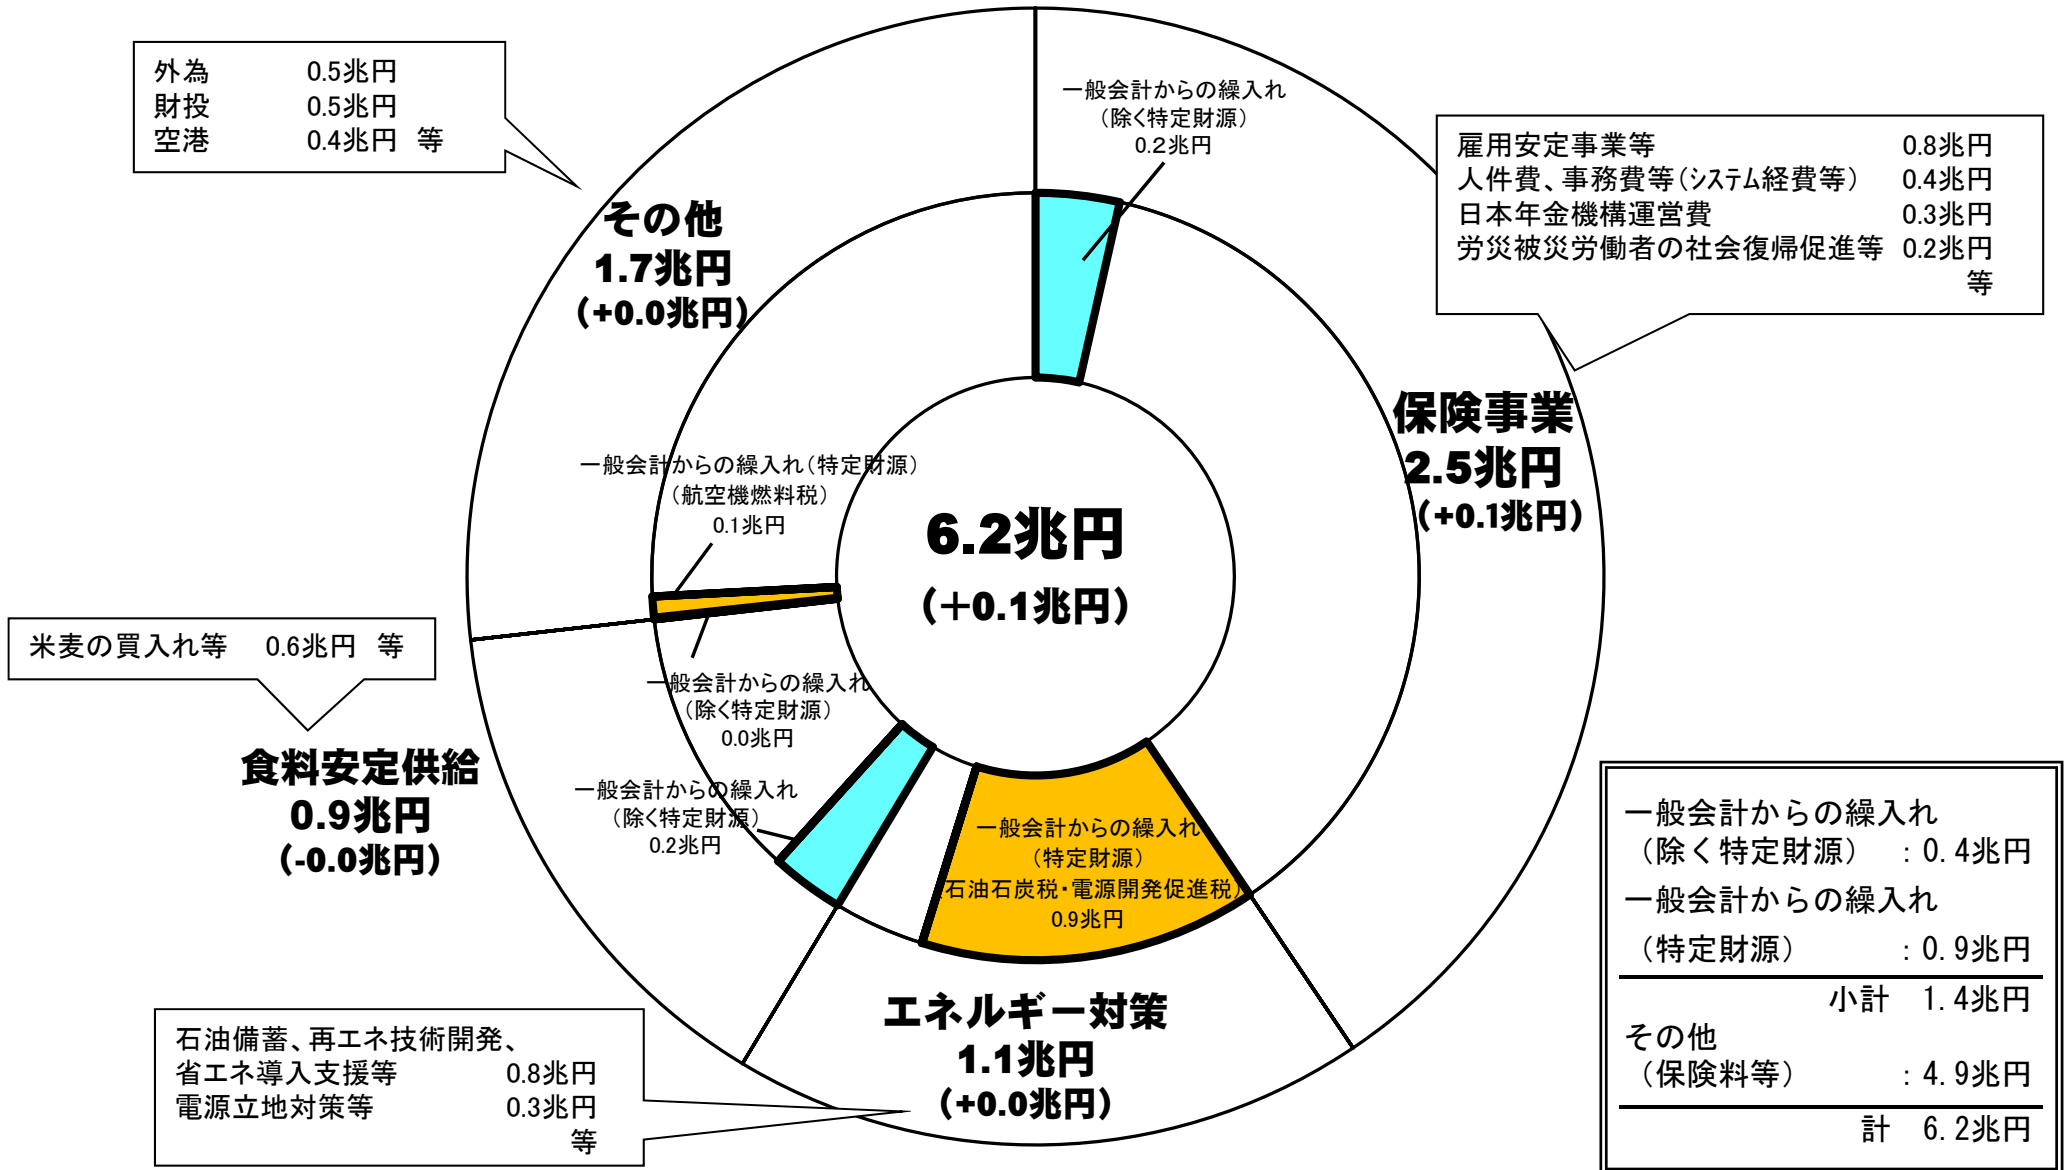 外為 0.5兆円
財投 0.5兆円
空港 0.4兆円 等
一般会計からの繰入れ
（除く特定財源）
0.2兆円
雇用安定事業等 0.8兆円
人件費、事務費等(システム経費等） 0.4兆円
日本年金機構運営費 0.3兆円
労災被災労働者の社会復帰促進等 0.2兆円
等
その他
1.7兆円
（+0.0兆円）
保険事業
2.5兆円
（+0.1兆円）
一般会計からの繰入れ（特定財源）
（航空機燃料税）
0.1兆円
6.2兆円
（＋0.1兆円）
米麦の買入れ等 0.6兆円 等
一般会計からの繰入れ
（除く特定財源）
0.0兆円
食料安定供給
0.9兆円
（-0.0兆円）
一般会計からの繰入れ
（除く特定財源）
0.2兆円
一般会計からの繰入れ
（特定財源）
（石油石炭税・電源開発促進税）
0.9兆円
エネルギー対策
1.1兆円
（+0.0兆円）
石油備蓄、再エネ技術開発、
省エネ導入支援等 0.8兆円
電源立地対策等 0.3兆円
等
一般会計からの繰入れ
（除く特定財源） ：0.4兆円
一般会計からの繰入れ
（特定財源） ：0.9兆円
小計 1.4兆円
その他
（保険料等） ：4.9兆円
計 6.2兆円